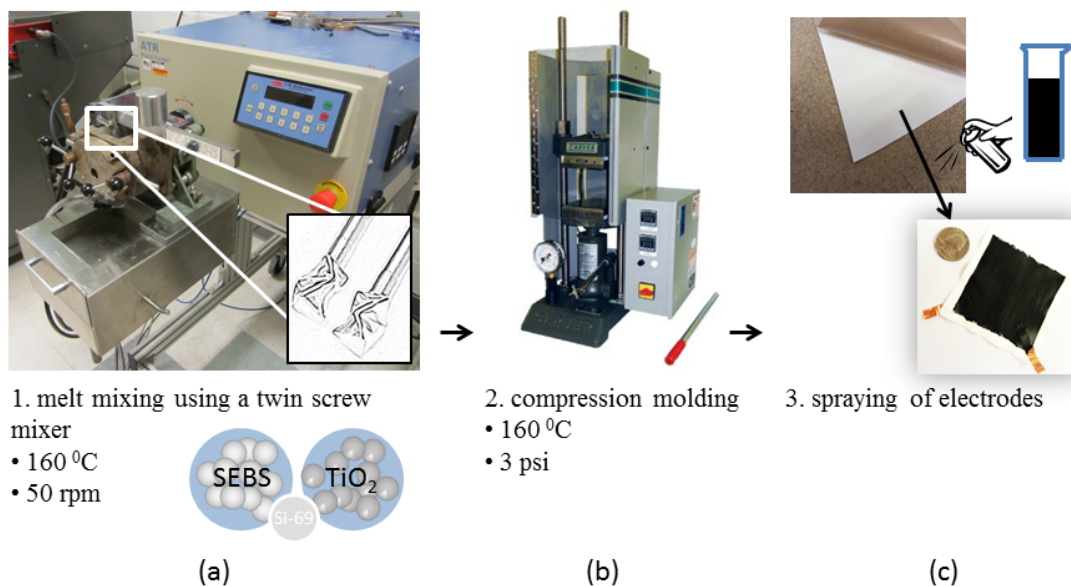 ATR
CARVER
1. melt mixing using a twin screw
mixer
• 160 ⁰C
• 50 rpm
SEBS
TiO₂
Si-69
2. compression molding
• 160 ⁰C
• 3 psi
3. spraying of electrodes
(a)
(b)
(c)